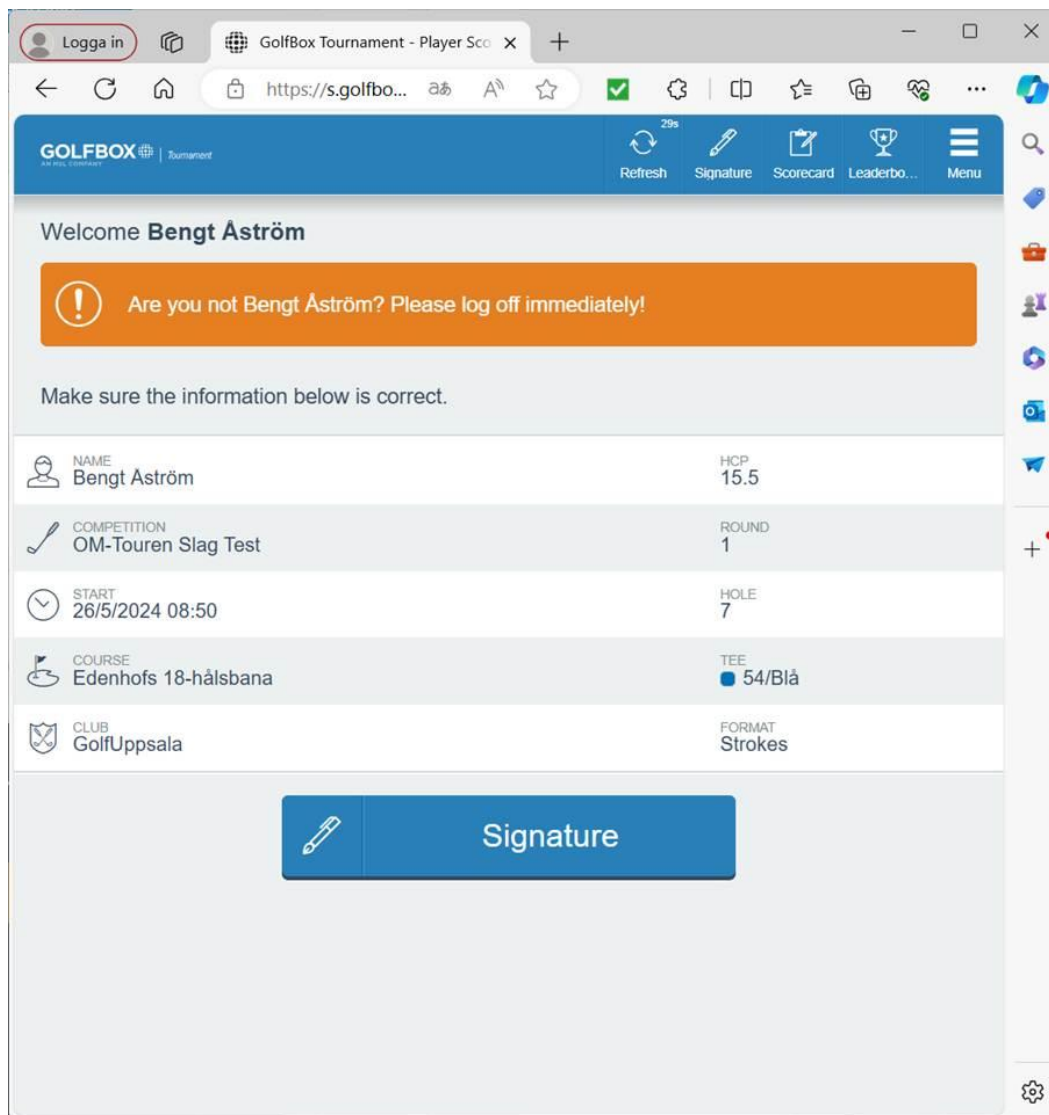 Logga in
GolfBox Tournament - Player Sco
https://s.golfbo...
GOLFBOX | Tournament
AN HSL COMPANY
29s
Refresh
Signature
Scorecard
Leaderbo...
Menu
Welcome Bengt Åström
Are you not Bengt Åström? Please log off immediately!
Make sure the information below is correct.
NAME
Bengt Åström
HCP
15.5
COMPETITION
OM-Touren Slag Test
ROUND
1
START
26/5/2024 08:50
HOLE
7
COURSE
Edenhofs 18-hålsbana
TEE
54/Blå
CLUB
GolfUppsala
FORMAT
Strokes
Signature